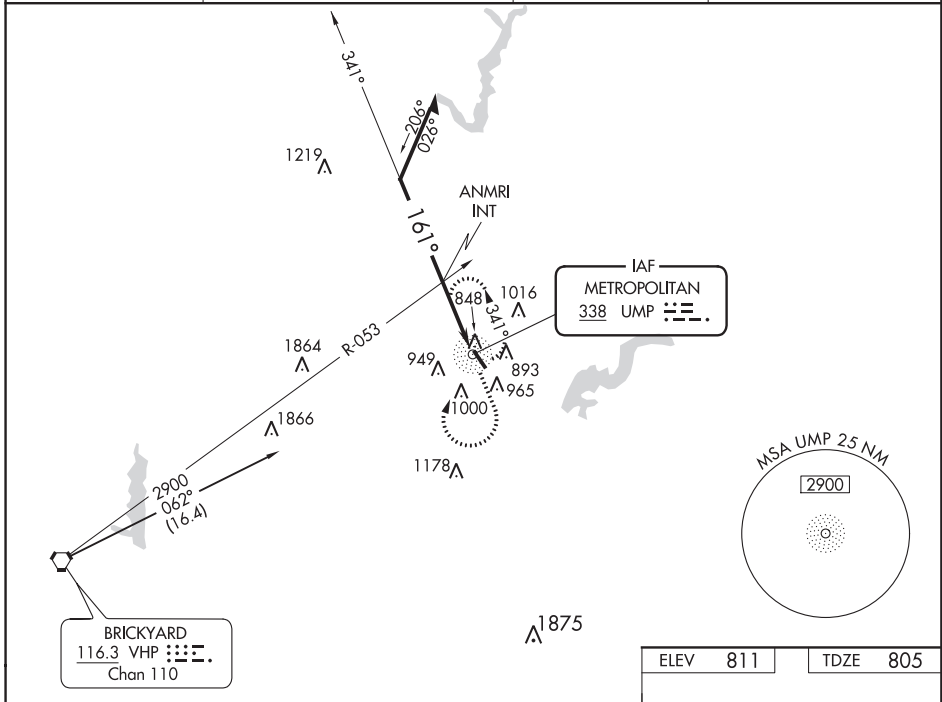 341°
206°
026°
1219
ANMRI
INT
161°
IAF
METROPOLITAN
338 UMP
848
1016
341°
1864
R-053
949
893
965
1866
1000
1178
MSA UMP 25 NM
2900
2900
062°
(16.4)
BRICKYARD
116.3 VHP
Chan 110
1875
ELEV 811
TDZE 805